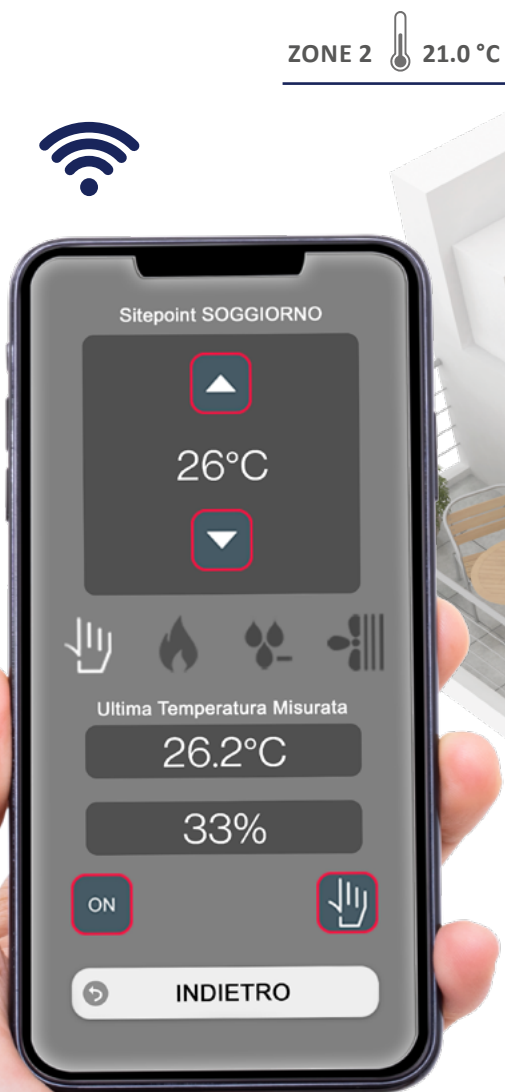 ZONE 2 21.0 °C
Sitepoint SOGGIORNO
26°C
Ultima Temperatura Misurata
26.2°C
33%
ON
INDIETRO